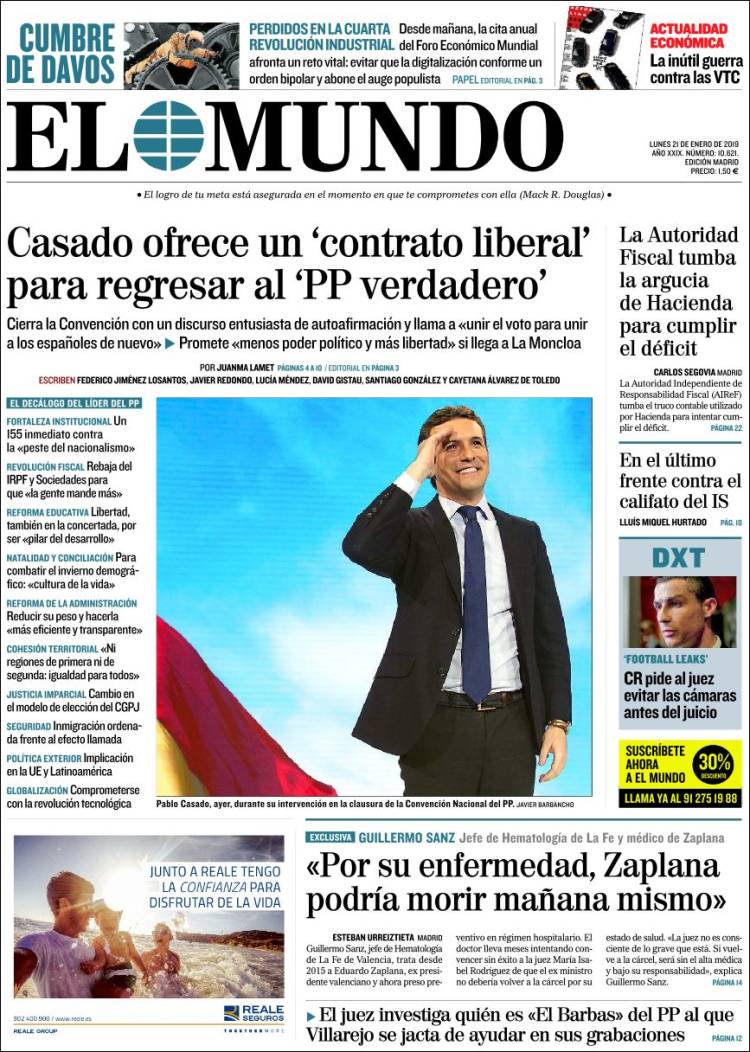 CUMBRE
DE DAVOS
PERDIDOS EN LA CUARTA
REVOLUCIÓN INDUSTRIAL
Desde mañana, la cita anual
del Foro Económico Mundial
afronta un reto vital: evitar que la digitalización conforme un
orden bipolar y abone el auge populista PAPEL EDITORIAL EN PÁG. 3
ACTUALIDAD
ECONÓMICA
La inútil guerra
contra las VTC
EL MUNDO
LUNES 21 DE ENERO DE 2019
AÑO XXIX. NÚMERO: 10.621.
EDICIÓN MADRID
PRECIO: 1,50 €
• El logro de tu meta está asegurada en el momento en que te comprometes con ella (Mack R. Douglas) •
Casado ofrece un ‘contrato liberal’
para regresar al ‘PP verdadero’
Cierra la Convención con un discurso entusiasta de autoafirmación y llama a «unir el voto para unir
a los españoles de nuevo» ▶ Promete «menos poder político y más libertad» si llega a La Moncloa
POR JUANMA LAMET PÁGINAS 4 A 10 / EDITORIAL EN PÁGINA 3
ESCRIBEN FEDERICO JIMÉNEZ LOSANTOS, JAVIER REDONDO, LUCÍA MÉNDEZ, DAVID GISTAU, SANTIAGO GONZÁLEZ Y CAYETANA ÁLVAREZ DE TOLEDO
EL DECÁLOGO DEL LÍDER DEL PP
FORTALEZA INSTITUCIONAL Un
155 inmediato contra
la «peste del nacionalismo»
REVOLUCIÓN FISCAL Rebaja del
IRPF y Sociedades para
que «la gente mande más»
REFORMA EDUCATIVA Libertad,
también en la concertada, por
ser «pilar del desarrollo»
NATALIDAD Y CONCILIACIÓN Para
combatir el invierno demográ-
fico: «cultura de la vida»
REFORMA DE LA ADMINISTRACIÓN
Reducir su peso y hacerla
«más eficiente y transparente»
COHESIÓN TERRITORIAL «Ni
regiones de primera ni de
segunda: igualdad para todos»
JUSTICIA IMPARCIAL Cambio en
el modelo de elección del CGPJ
SEGURIDAD Inmigración ordena-
da frente al efecto llamada
POLÍTICA EXTERIOR Implicación
en la UE y Latinoamérica
GLOBALIZACIÓN Comprometerse
con la revolución tecnológica
Pablo Casado, ayer, durante su intervención en la clausura de la Convención Nacional del PP. JAVIER BARBANCHO
La Autoridad
Fiscal tumba
la argucia
de Hacienda
para cumplir
el déficit
CARLOS SEGOVIA MADRID
La Autoridad Independiente de
Responsabilidad Fiscal (AIReF)
tumba el truco contable utilizado
por Hacienda para intentar cum-
plir el déficit. PÁGINA 22
En el último
frente contra el
califato del IS
LLUÍS MIQUEL HURTADO PÁG. 18
DXT
‘FOOTBALL LEAKS’
CR pide al juez
evitar las cámaras
antes del juicio
SUSCRÍBETE
AHORA
A EL MUNDO
30%
DESCUENTO
LLAMA YA AL 91 275 19 88
JUNTO A REALE TENGO
LA CONFIANZA PARA
DISFRUTAR DE LA VIDA
902 400 900 / www.reale.es
REALE GROUP
REALE
SEGUROS
TOGETHERMORE
EXCLUSIVA GUILLERMO SANZ Jefe de Hematología de La Fe y médico de Zaplana
«Por su enfermedad, Zaplana
podría morir mañana mismo»
ESTEBAN URREIZTIETA MADRID
Guillermo Sanz, jefe de Hematología
de La Fe de Valencia, trata desde
2015 a Eduardo Zaplana, ex presi-
dente valenciano y ahora preso pre-
ventivo en régimen hospitalario. El
doctor lleva meses intentando con-
vencer sin éxito a la juez María Isa-
bel Rodríguez de que el ex ministro
no debería volver a la cárcel por su
estado de salud. «La juez no es cons-
ciente de lo grave que está. Si vuel-
ve a la cárcel, será sin el alta médica
y bajo su responsabilidad», explica
Guillermo Sanz. PÁGINA 14
▶ El juez investiga quién es «El Barbas» del PP al que
Villarejo se jacta de ayudar en sus grabaciones PÁGINA 12